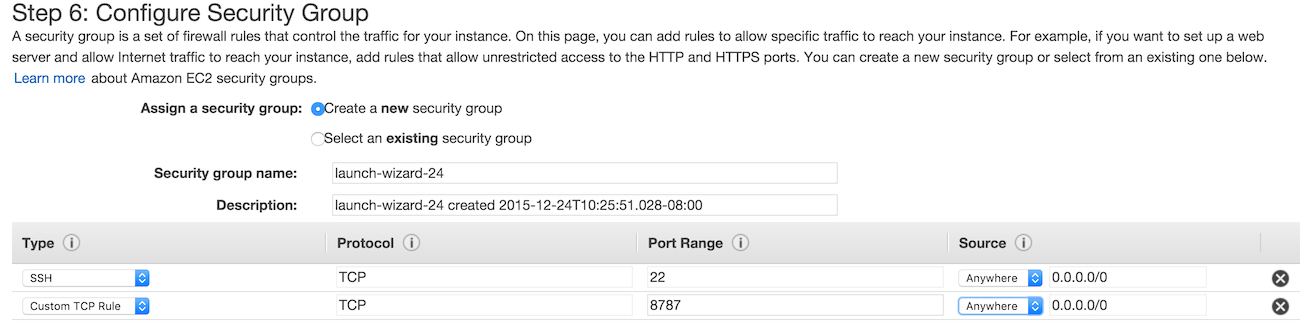 Step 6: Configure Security Group
A security group is a set of firewall rules that control the traffic for your instance. On this page, you can add rules to allow specific traffic to reach your instance. For example, if you want to set up a web
server and allow Internet traffic to reach your instance, add rules that allow unrestricted access to the HTTP and HTTPS ports. You can create a new security group or select from an existing one below.
Learn more about Amazon EC2 security groups.
Assign a security group: Create a new security group
Select an existing security group
Security group name: launch-wizard-24
Description: launch-wizard-24 created 2015-12-24T10:25:51.028-08:00
Type i Protocol i Port Range i Source i
SSH TCP 22 Anywhere 0.0.0.0/0
Custom TCP Rule TCP 8787 Anywhere 0.0.0.0/0